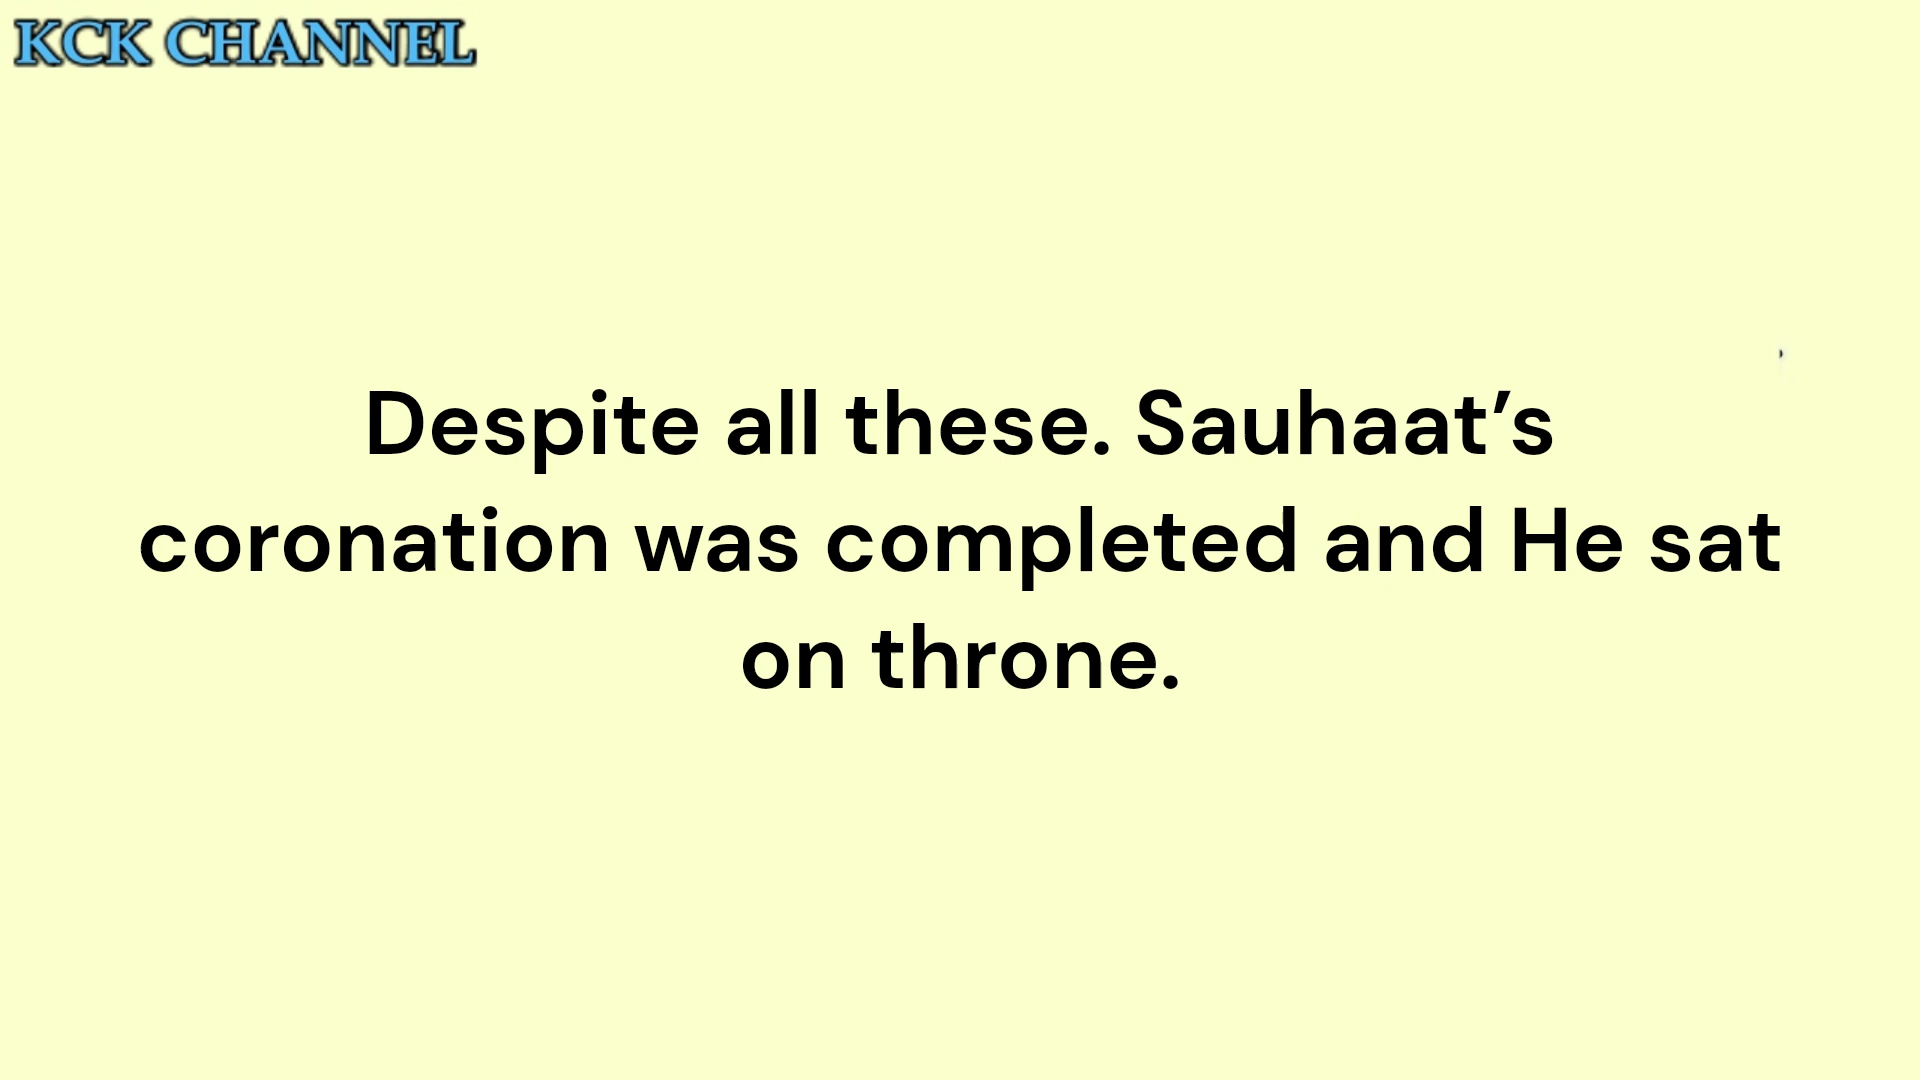 KCK CHANNEL
Despite all these. Sauhaat’s
coronation was completed and He sat
on throne.